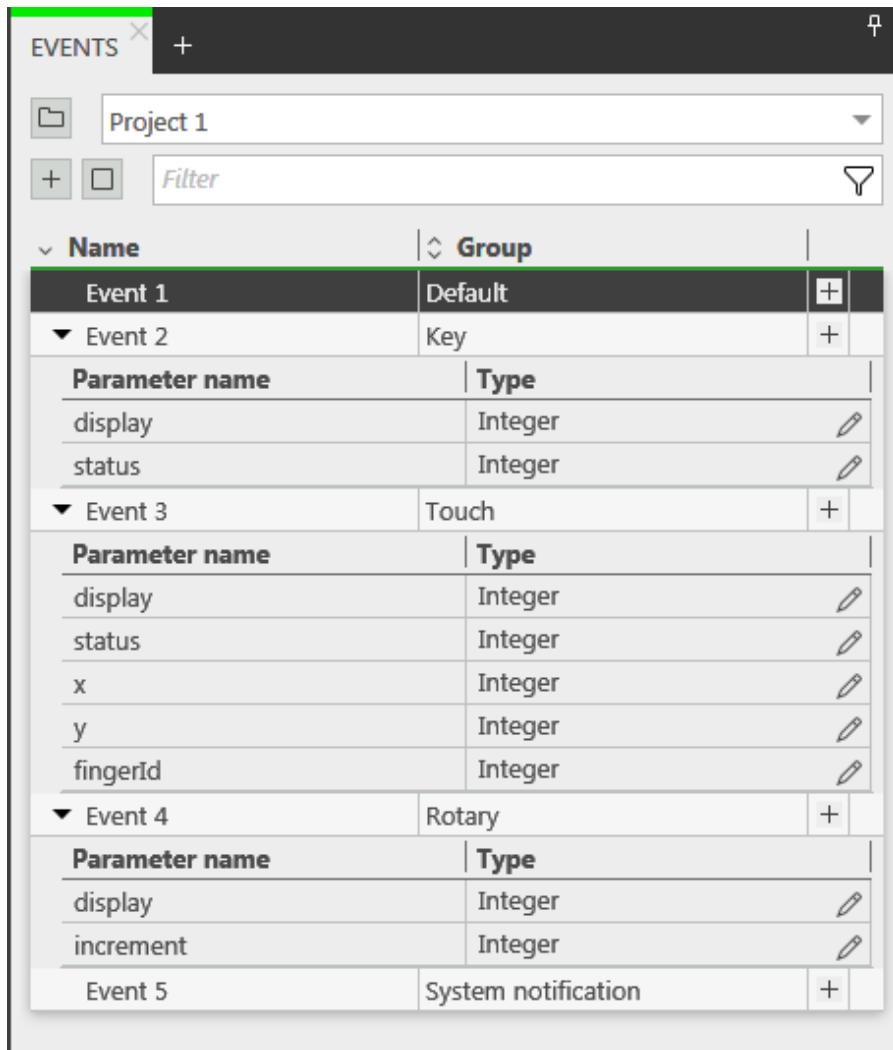 EVENTS
Project 1
Filter
Name Group
Event 1 Default
Event 2 Key
Parameter name Type
display Integer
status Integer
Event 3 Touch
Parameter name Type
display Integer
status Integer
x Integer
y Integer
fingerId Integer
Event 4 Rotary
Parameter name Type
display Integer
increment Integer
Event 5 System notification